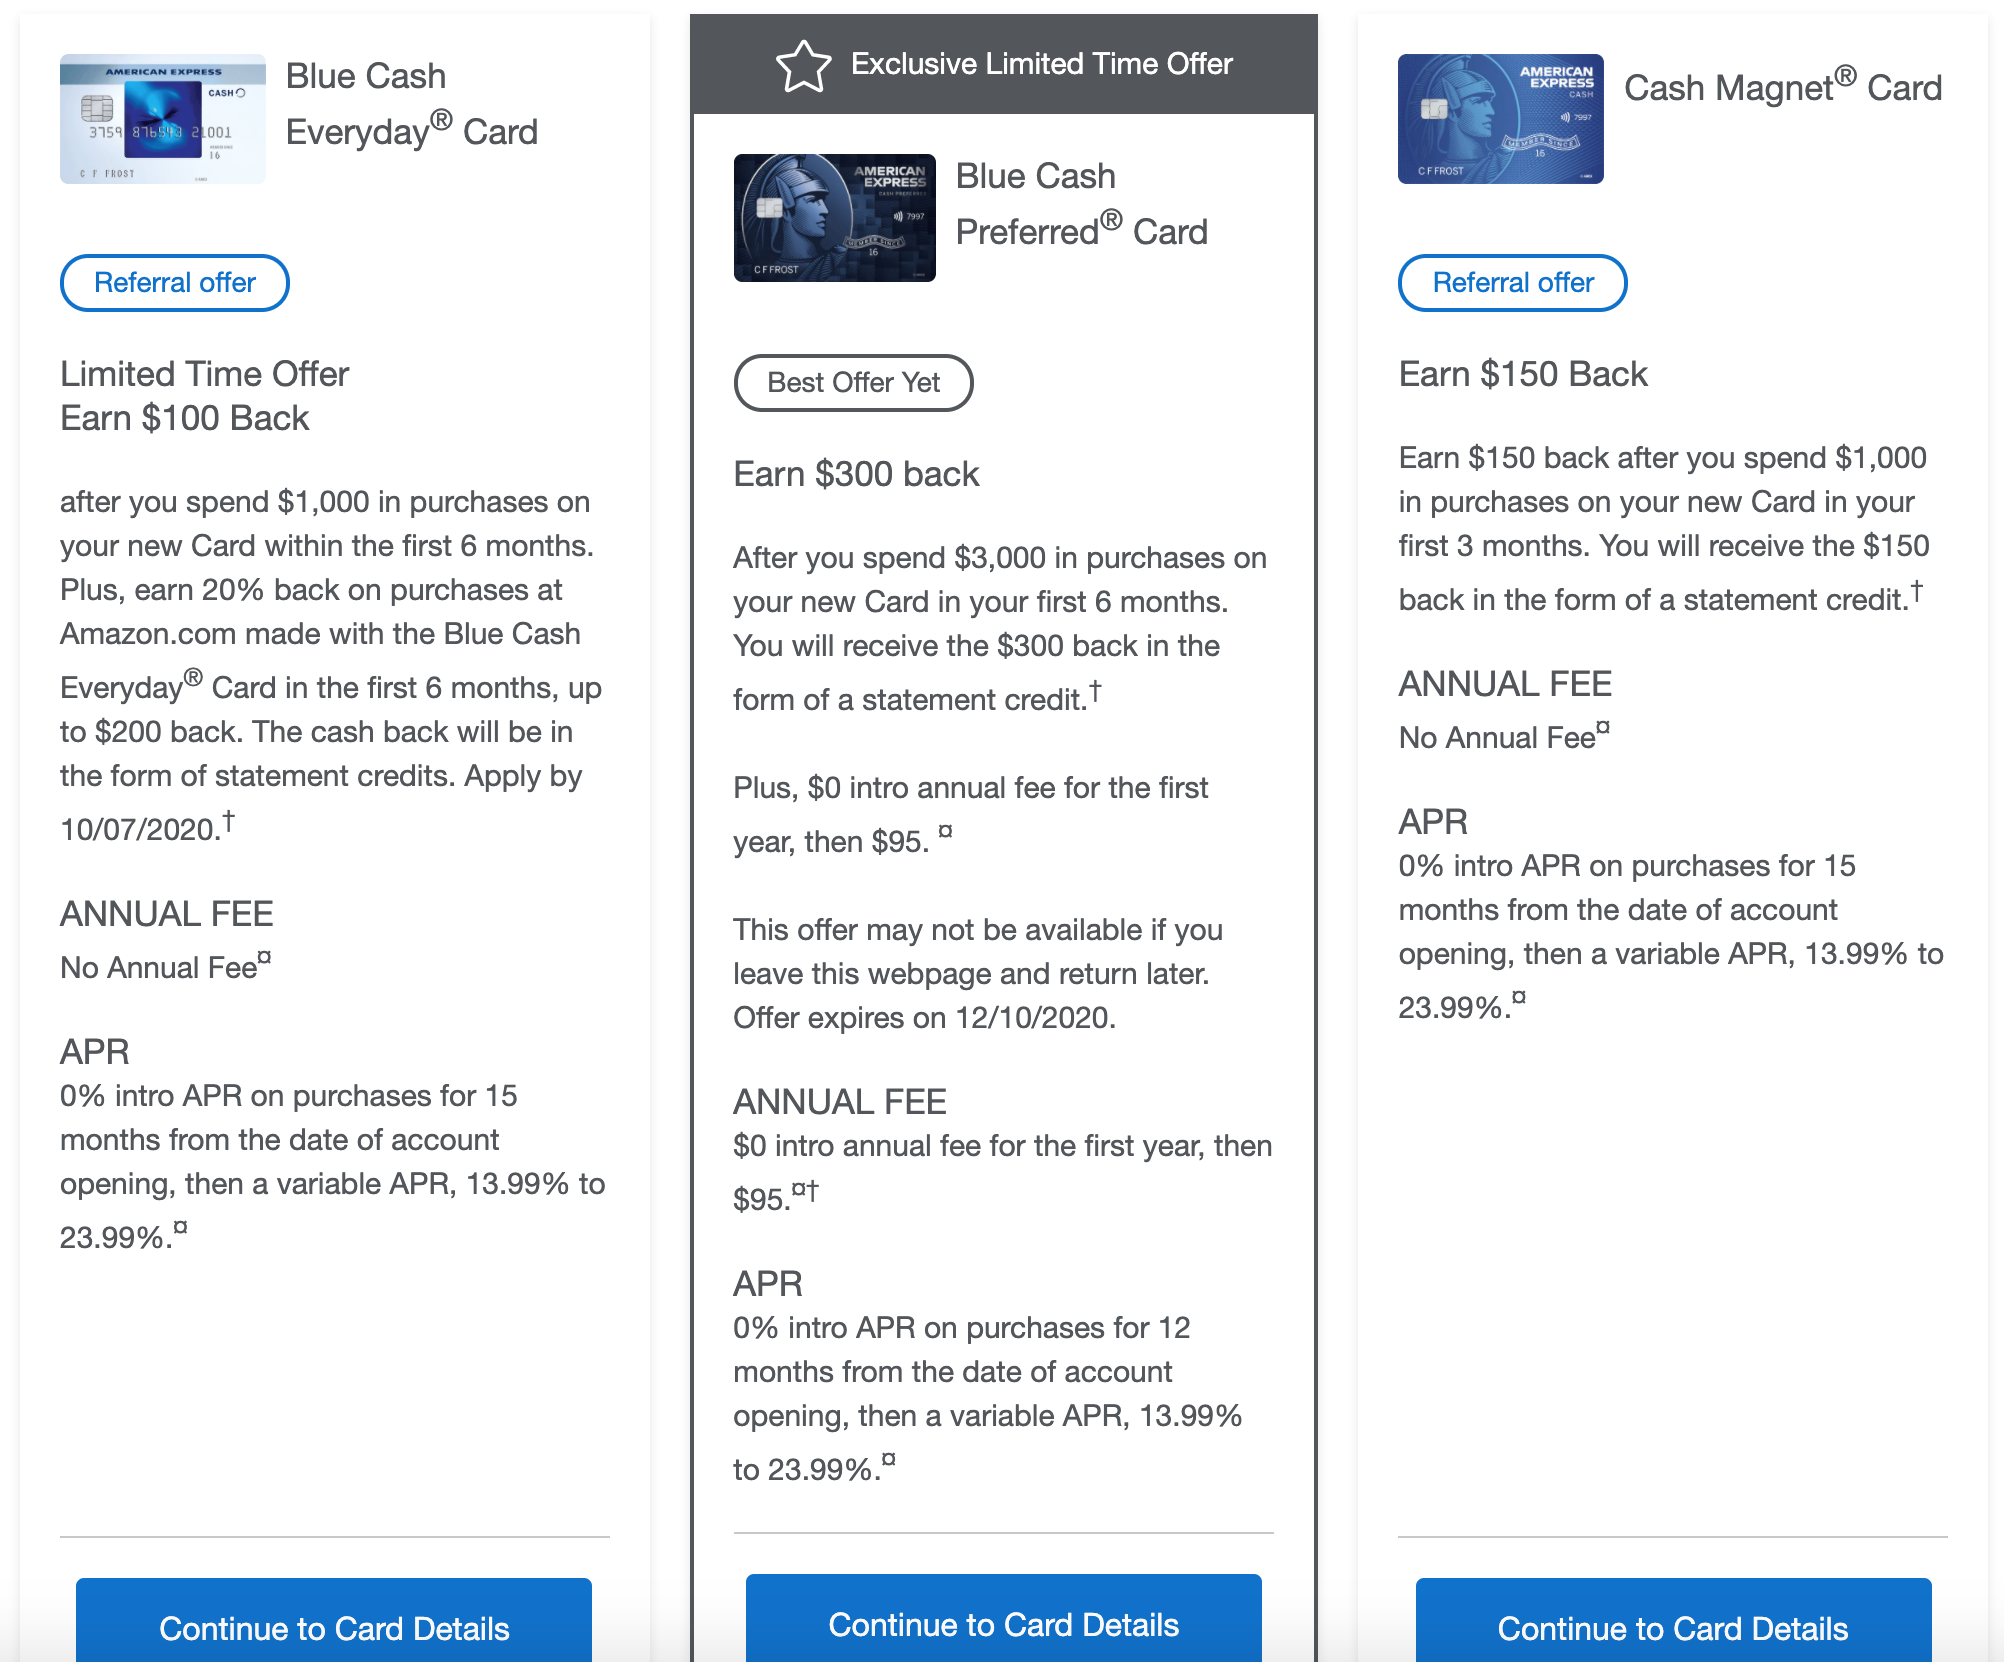 AMERICAN EXPRESS
CASH
3759 876543 21001
16
C F FROST
Blue Cash
Everyday® Card
Referral offer
Limited Time Offer
Earn $100 Back
after you spend $1,000 in purchases on
your new Card within the first 6 months.
Plus, earn 20% back on purchases at
Amazon.com made with the Blue Cash
Everyday® Card in the first 6 months, up
to $200 back. The cash back will be in
the form of statement credits. Apply by
10/07/2020.†
ANNUAL FEE
No Annual Fee¤
APR
0% intro APR on purchases for 15
months from the date of account
opening, then a variable APR, 13.99% to
23.99%.¤
Continue to Card Details
Exclusive Limited Time Offer
AMERICAN
EXPRESS
CASH PREFERRED
7997
MEMBER SINCE
16
C F FROST
Blue Cash
Preferred® Card
Best Offer Yet
Earn $300 back
After you spend $3,000 in purchases on
your new Card in your first 6 months.
You will receive the $300 back in the
form of a statement credit.†
Plus, $0 intro annual fee for the first
year, then $95. ¤
This offer may not be available if you
leave this webpage and return later.
Offer expires on 12/10/2020.
ANNUAL FEE
$0 intro annual fee for the first year, then
$95.¤†
APR
0% intro APR on purchases for 12
months from the date of account
opening, then a variable APR, 13.99%
to 23.99%.¤
Continue to Card Details
AMERICAN
EXPRESS
CASH
7997
MEMBER SINCE
16
C F FROST
Cash Magnet® Card
Referral offer
Earn $150 Back
Earn $150 back after you spend $1,000
in purchases on your new Card in your
first 3 months. You will receive the $150
back in the form of a statement credit.†
ANNUAL FEE
No Annual Fee¤
APR
0% intro APR on purchases for 15
months from the date of account
opening, then a variable APR, 13.99% to
23.99%.¤
Continue to Card Details